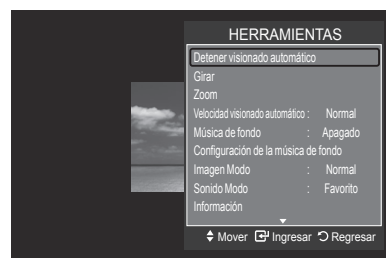 HERRAMIENTAS
Detener visionado automático
Girar
Zoom
Velocidad visionado automático : Normal
Música de fondo : Apagado
Configuración de la música de fondo
Imagen Modo : Normal
Sonido Modo : Favorito
Información
Mover Ingresar Regresar